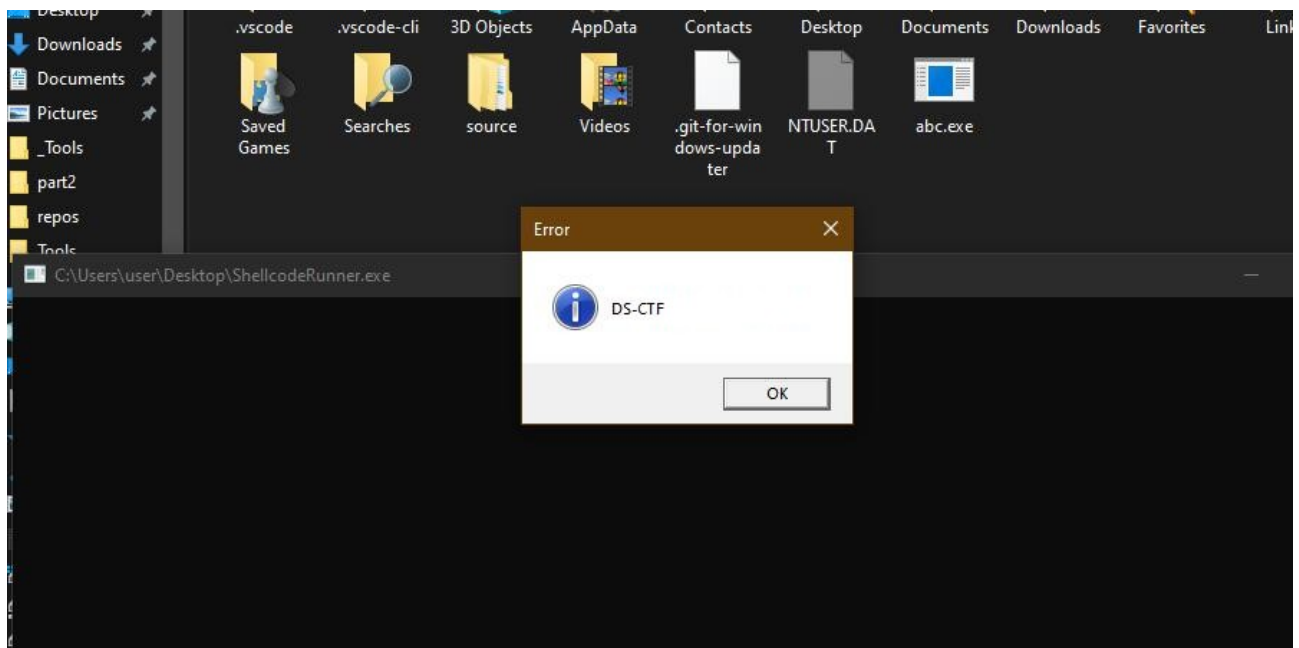 Desktop
.vscode
.vscode-cli
3D Objects
AppData
Contacts
Desktop
Documents
Downloads
Favorites
Downloads
Documents
Pictures
_Tools
part2
repos
Tools
Saved
Games
Searches
source
Videos
.git-for-win
dows-upda
ter
NTUSER.DA
T
abc.exe
C:\Users\user\Desktop\ShellcodeRunner.exe
Error
DS-CTF
OK